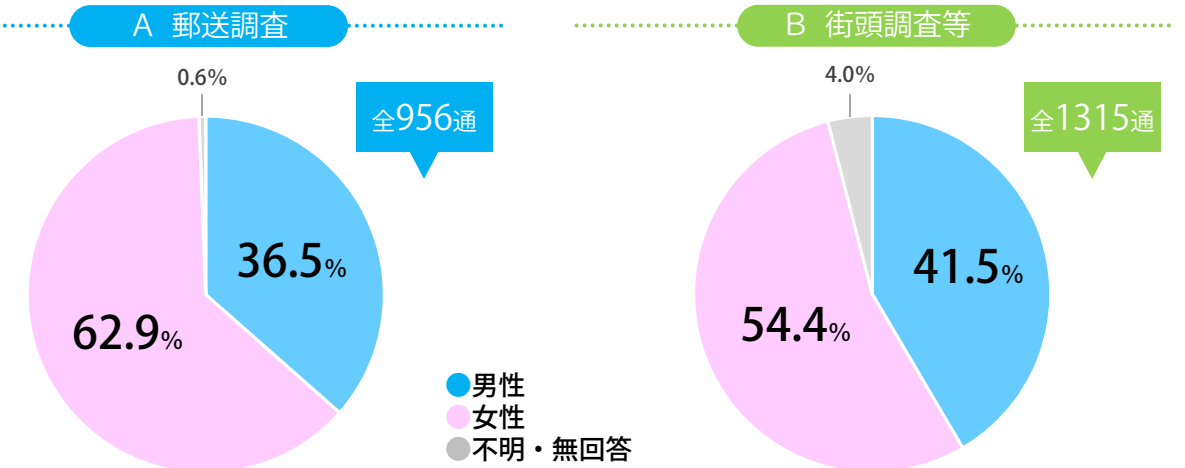 A 郵送調査
0.6%
全956通
36.5%
62.9%
B 街頭調査等
4.0%
全1315通
41.5%
54.4%
男性
女性
不明・無回答